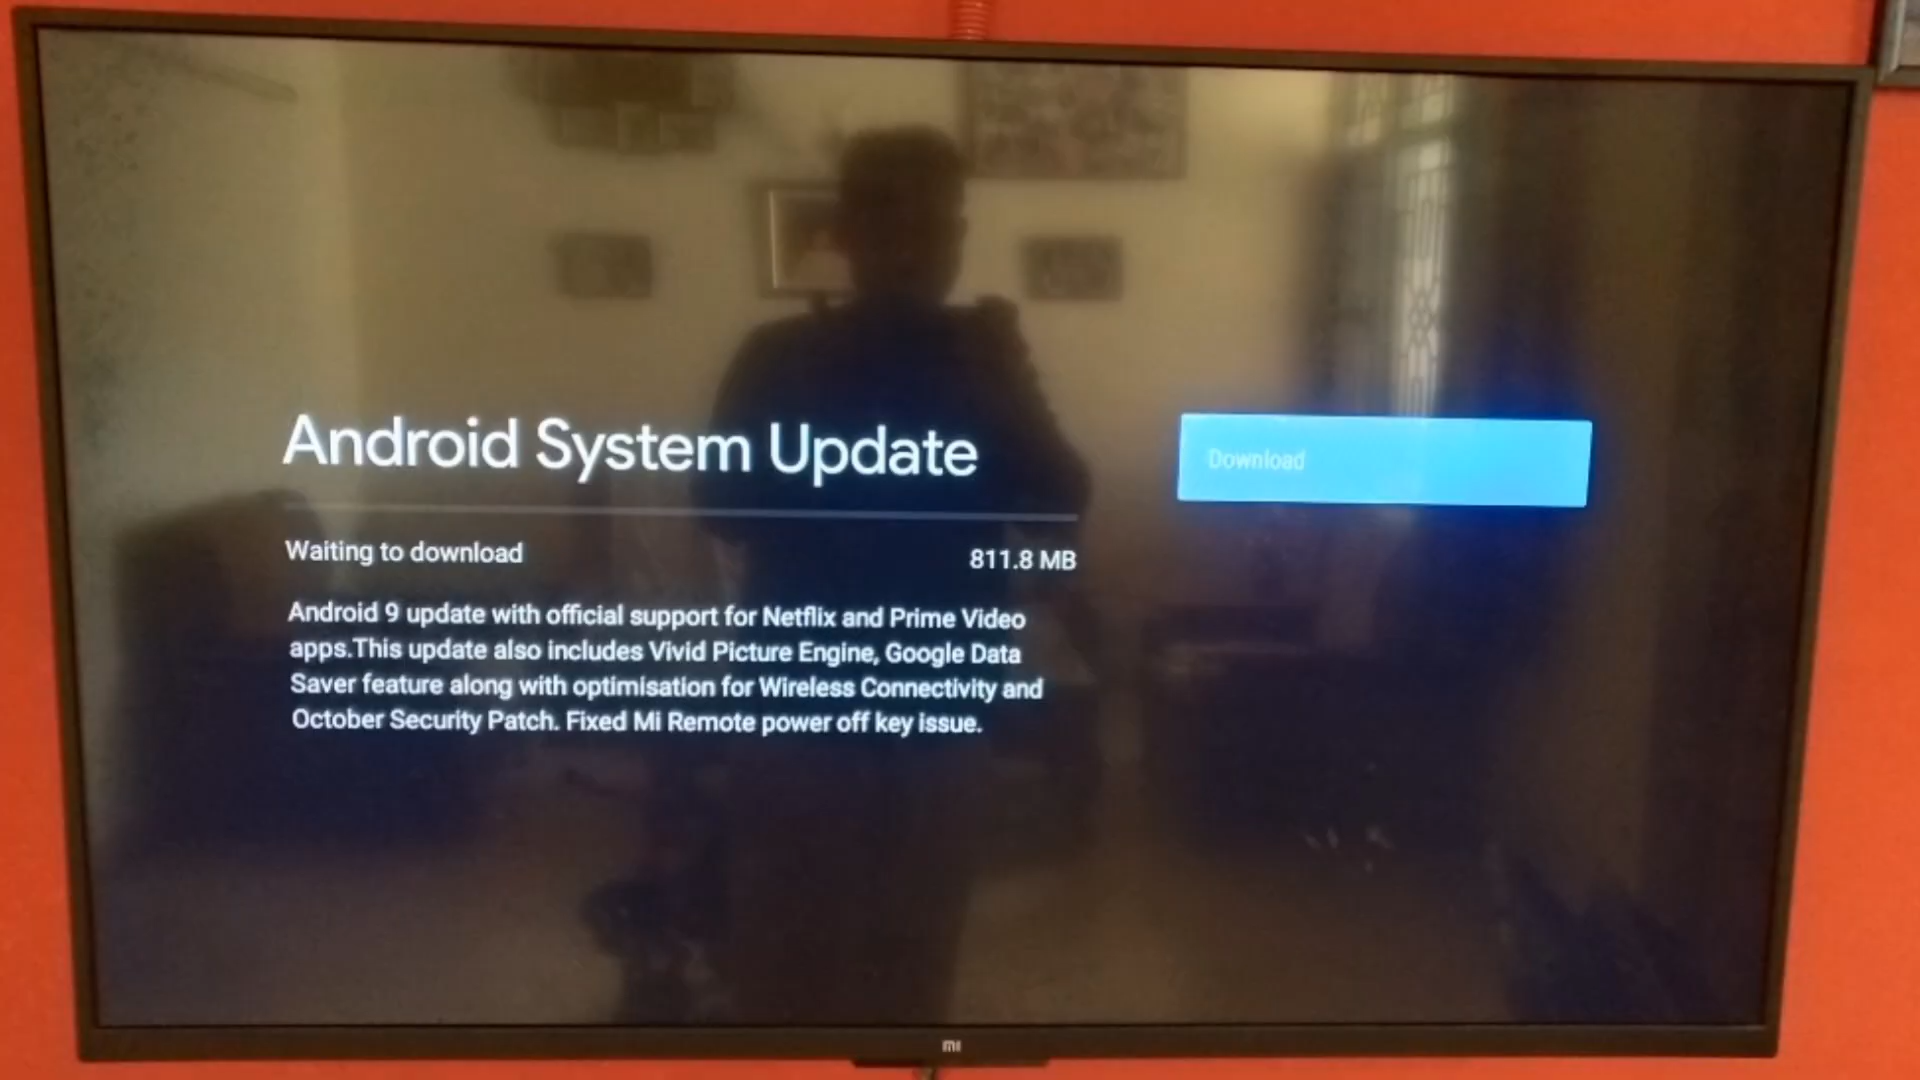 Android System Update
Download
Waiting to download
811.8 MB
Android 9 update with official support for Netflix and Prime Video
apps.This update also includes Vivid Picture Engine, Google Data
Saver feature along with optimisation for Wireless Connectivity and
October Security Patch. Fixed Mi Remote power off key issue.
mi